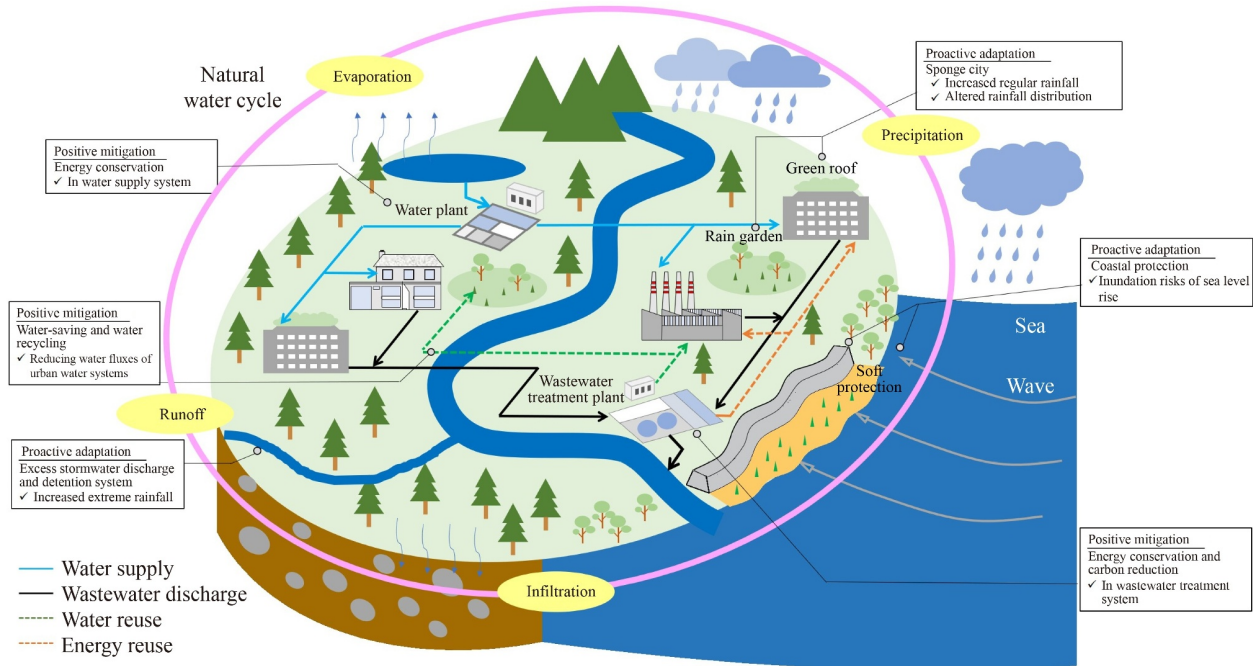 Natural
water cycle
Evaporation
Proactive adaptation
Sponge city
✓ Increased regular rainfall
✓ Altered rainfall distribution
Precipitation
Positive mitigation
Energy conservation
✓ In water supply system
Water plant
Green roof
Rain garden
Proactive adaptation
Coastal protection
✓ Inundation risks of sea level
rise
Positive mitigation
Water-saving and water
recycling
✓ Reducing water fluxes of
urban water systems
Sea
Wave
Soft
protection
Wastewater
treatment plant
Runoff
Proactive adaptation
Excess stormwater discharge
and detention system
✓ Increased extreme rainfall
Positive mitigation
Energy conservation and
carbon reduction
✓ In wastewater treatment
system
Infiltration
Water supply
Wastewater discharge
Water reuse
Energy reuse